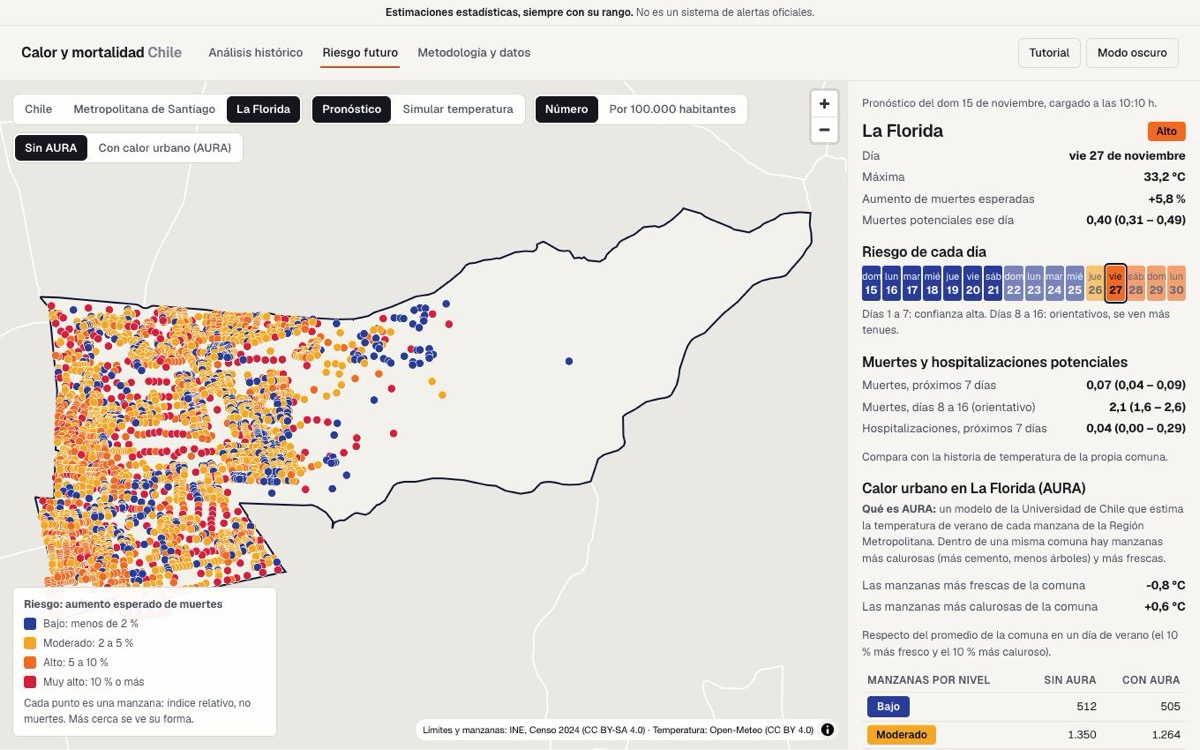 Estimaciones estadísticas, siempre con su rango. No es un sistema de alertas oficiales.
Calor y mortalidad Chile
Análisis histórico
Riesgo futuro
Metodología y datos
Tutorial
Modo oscuro
Chile
Metropolitana de Santiago
La Florida
Pronóstico
Simular temperatura
Número
Por 100.000 habitantes
Sin AURA
Con calor urbano (AURA)
+
−
Riesgo: aumento esperado de muertes
Bajo: menos de 2 %
Moderado: 2 a 5 %
Alto: 5 a 10 %
Muy alto: 10 % o más
Cada punto es una manzana: índice relativo, no
muertes. Más cerca se ve su forma.
Límites y manzanas: INE, Censo 2024 (CC BY-SA 4.0) · Temperatura: Open-Meteo (CC BY 4.0)
Pronóstico del dom 15 de noviembre, cargado a las 10:10 h.
La Florida Alto
Día vie 27 de noviembre
Máxima 33,2 °C
Aumento de muertes esperadas +5,8 %
Muertes potenciales ese día 0,40 (0,31 – 0,49)
Riesgo de cada día
dom lun mar mié jue vie sáb dom lun mar mié jue vie sáb dom lun
15 16 17 18 19 20 21 22 23 24 25 26 27 28 29 30
Días 1 a 7: confianza alta. Días 8 a 16: orientativos, se ven más
tenues.
Muertes y hospitalizaciones potenciales
Muertes, próximos 7 días 0,07 (0,04 – 0,09)
Muertes, días 8 a 16 (orientativo) 2,1 (1,6 – 2,6)
Hospitalizaciones, próximos 7 días 0,04 (0,00 – 0,29)
Compara con la historia de temperatura de la propia comuna.
Calor urbano en La Florida (AURA)
Qué es AURA: un modelo de la Universidad de Chile que estima
la temperatura de verano de cada manzana de la Región
Metropolitana. Dentro de una misma comuna hay manzanas
más calurosas (más cemento, menos árboles) y más frescas.
Las manzanas más frescas de la comuna -0,8 °C
Las manzanas más calurosas de la comuna +0,6 °C
Respecto del promedio de la comuna en un día de verano (el 10
% más fresco y el 10 % más caluroso).
MANZANAS POR NIVEL SIN AURA CON AURA
Bajo 512 505
Moderado 1.350 1.264